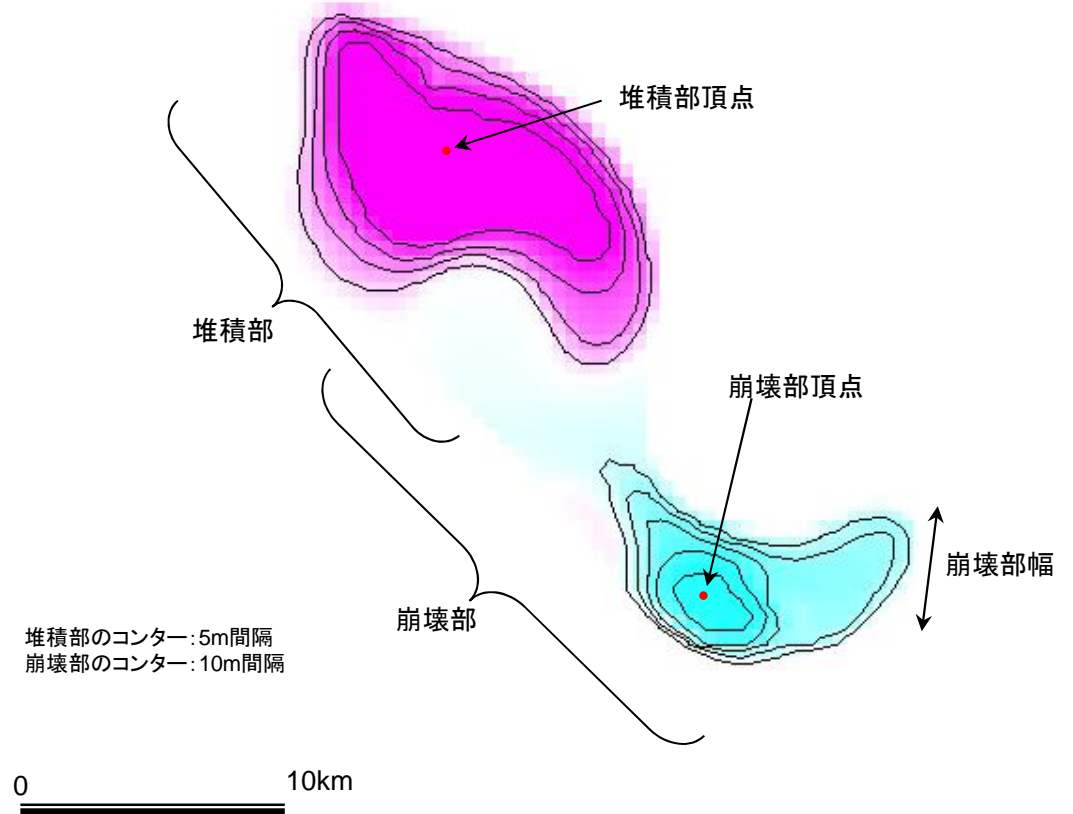 堆積部頂点
堆積部
崩壊部頂点
崩壊部幅
崩壊部
堆積部のコンター:5m間隔
崩壊部のコンター:10m間隔
0 10km